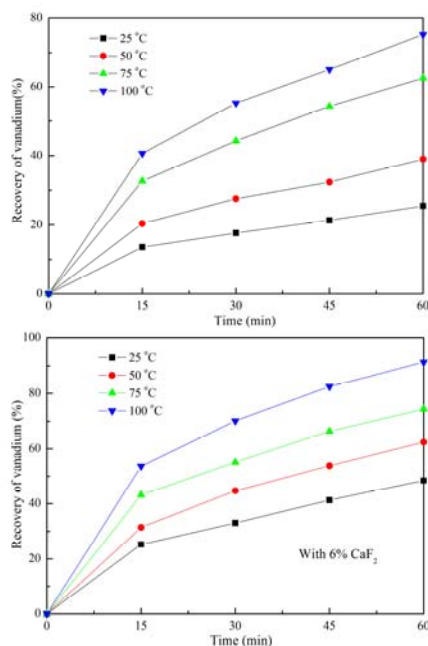 80
60
40
20
0
Recovery of vanadium(%)
25 °C
50 °C
75 °C
100 °C
0 15 30 45 60
Time (min)
100
80
60
40
20
0
Recovery of vanadium (%)
25 °C
50 °C
75 °C
100 °C
With 6% CaF₂
0 15 30 45 60
Time (min)